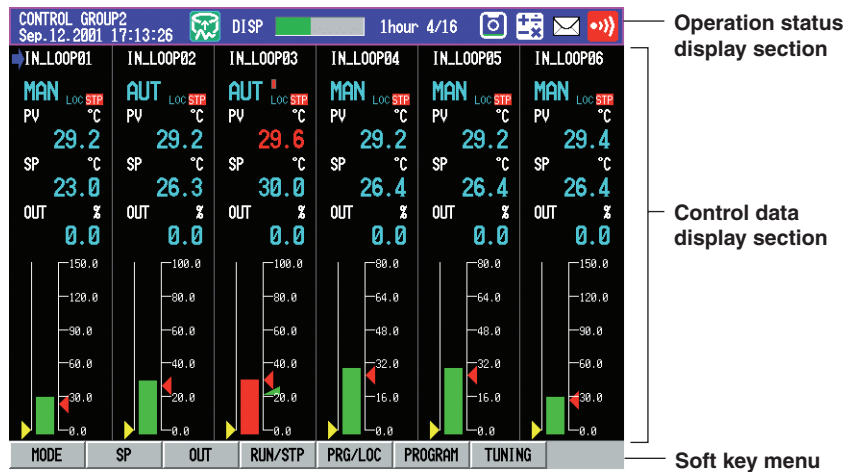 CONTROL GROUP2
Sep.12.2001 17:13:26
DISP
1hour 4/16
Operation status
display section
IN_LOOP01 IN_LOOP02 IN_LOOP03 IN_LOOP04 IN_LOOP05 IN_LOOP06
MAN LOC STP AUT LOC STP AUT LOC STP MAN LOC STP MAN LOC STP MAN LOC STP
PV °C PV °C PV °C PV °C PV °C PV °C
29.2 29.2 29.6 29.2 29.2 29.4
SP °C SP °C SP °C SP °C SP °C SP °C
23.0 26.3 30.0 26.4 26.4 26.4
OUT % OUT % OUT % OUT % OUT % OUT %
0.0 0.0 0.0 0.0 0.0 0.0
Control data
display section
150.0 100.0 100.0 80.0 80.0 150.0
120.0 80.0 80.0 64.0 64.0 120.0
90.0 60.0 60.0 48.0 48.0 90.0
60.0 40.0 40.0 32.0 32.0 60.0
30.0 20.0 20.0 16.0 16.0 30.0
0.0 0.0 0.0 0.0 0.0 0.0
MODE SP OUT RUN/STP PRG/LOC PROGRAM TUNING
Soft key menu